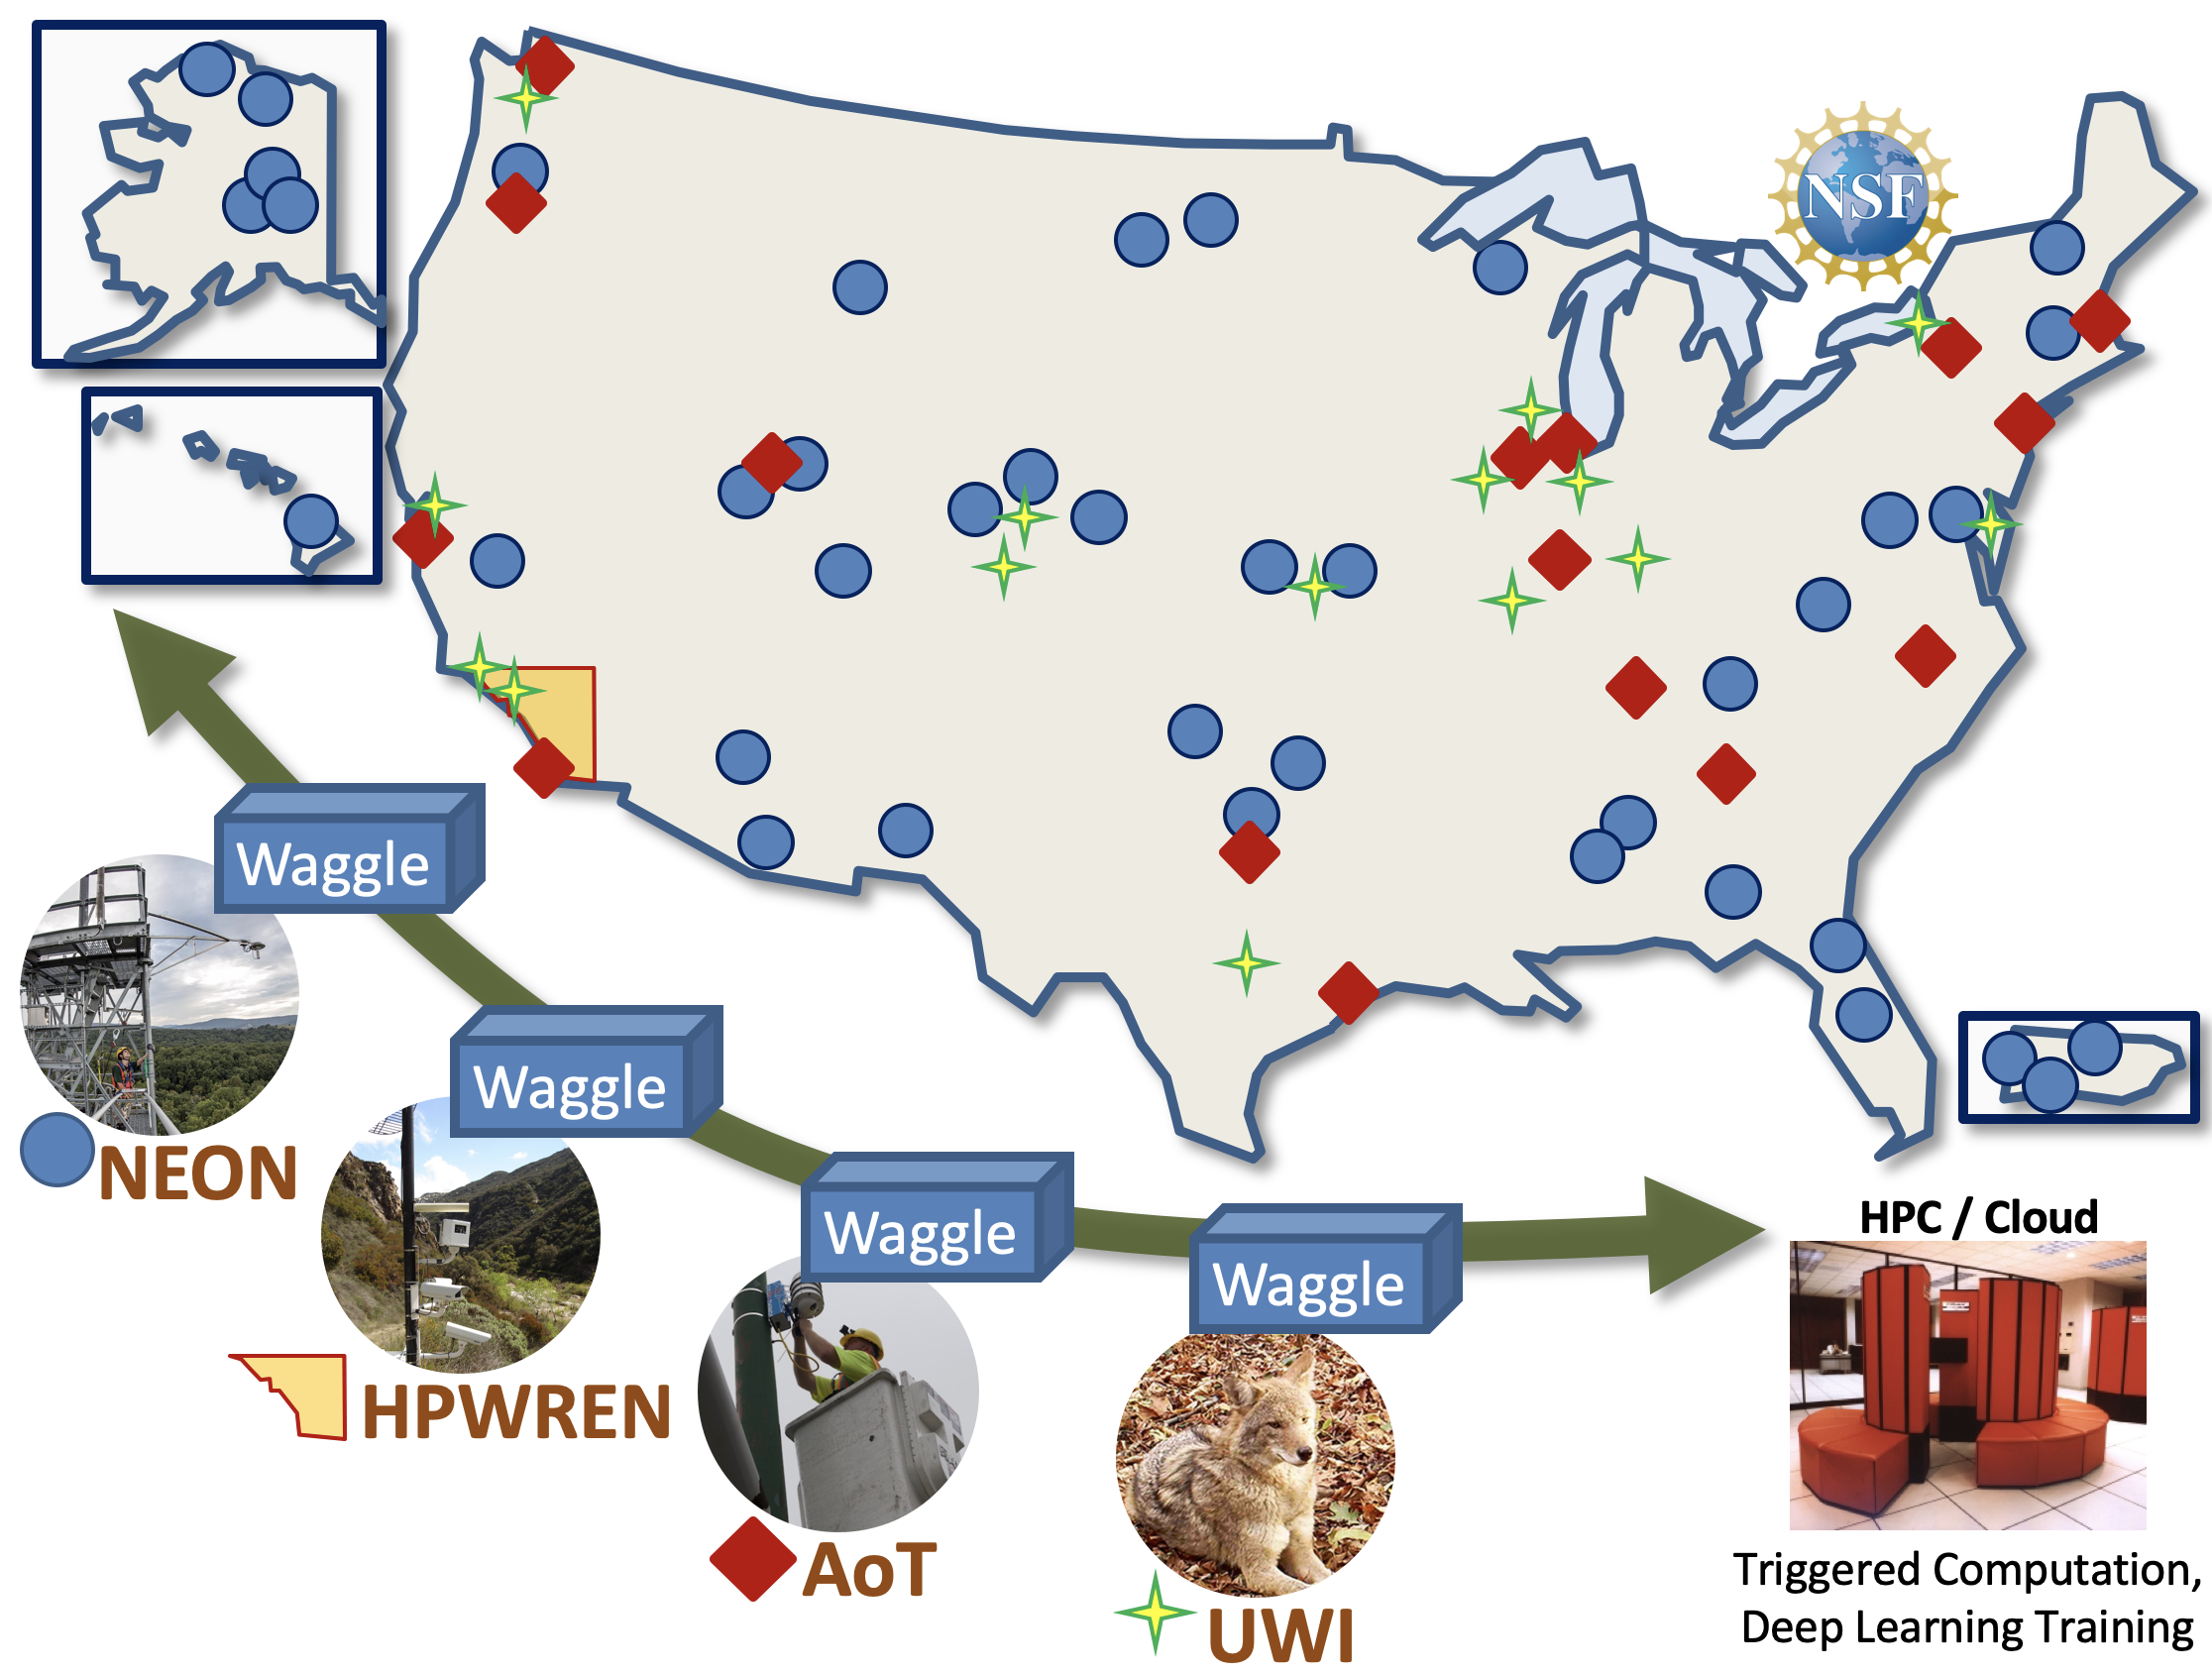 NSF
Waggle
Waggle
Waggle
Waggle
NEON
HPWREN
AoT
UWI
HPC / Cloud
Triggered Computation,
Deep Learning Training